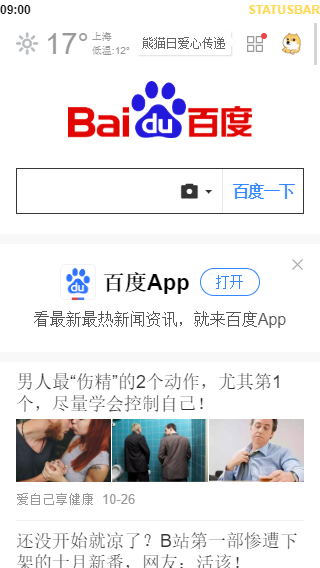 09:00
STATUSBAR
17°
上海
低温:12°
熊猫日爱心传递
Bai du 百度
百度一下
du 百度App
打开
看最新最热新闻资讯，就来百度App
男人最“伤精”的2个动作，尤其第1
个，尽量学会控制自己！
爱自己享健康 10-26
还没开始就凉了？B站第一部惨遭下
架的十月新番，网友：活该！